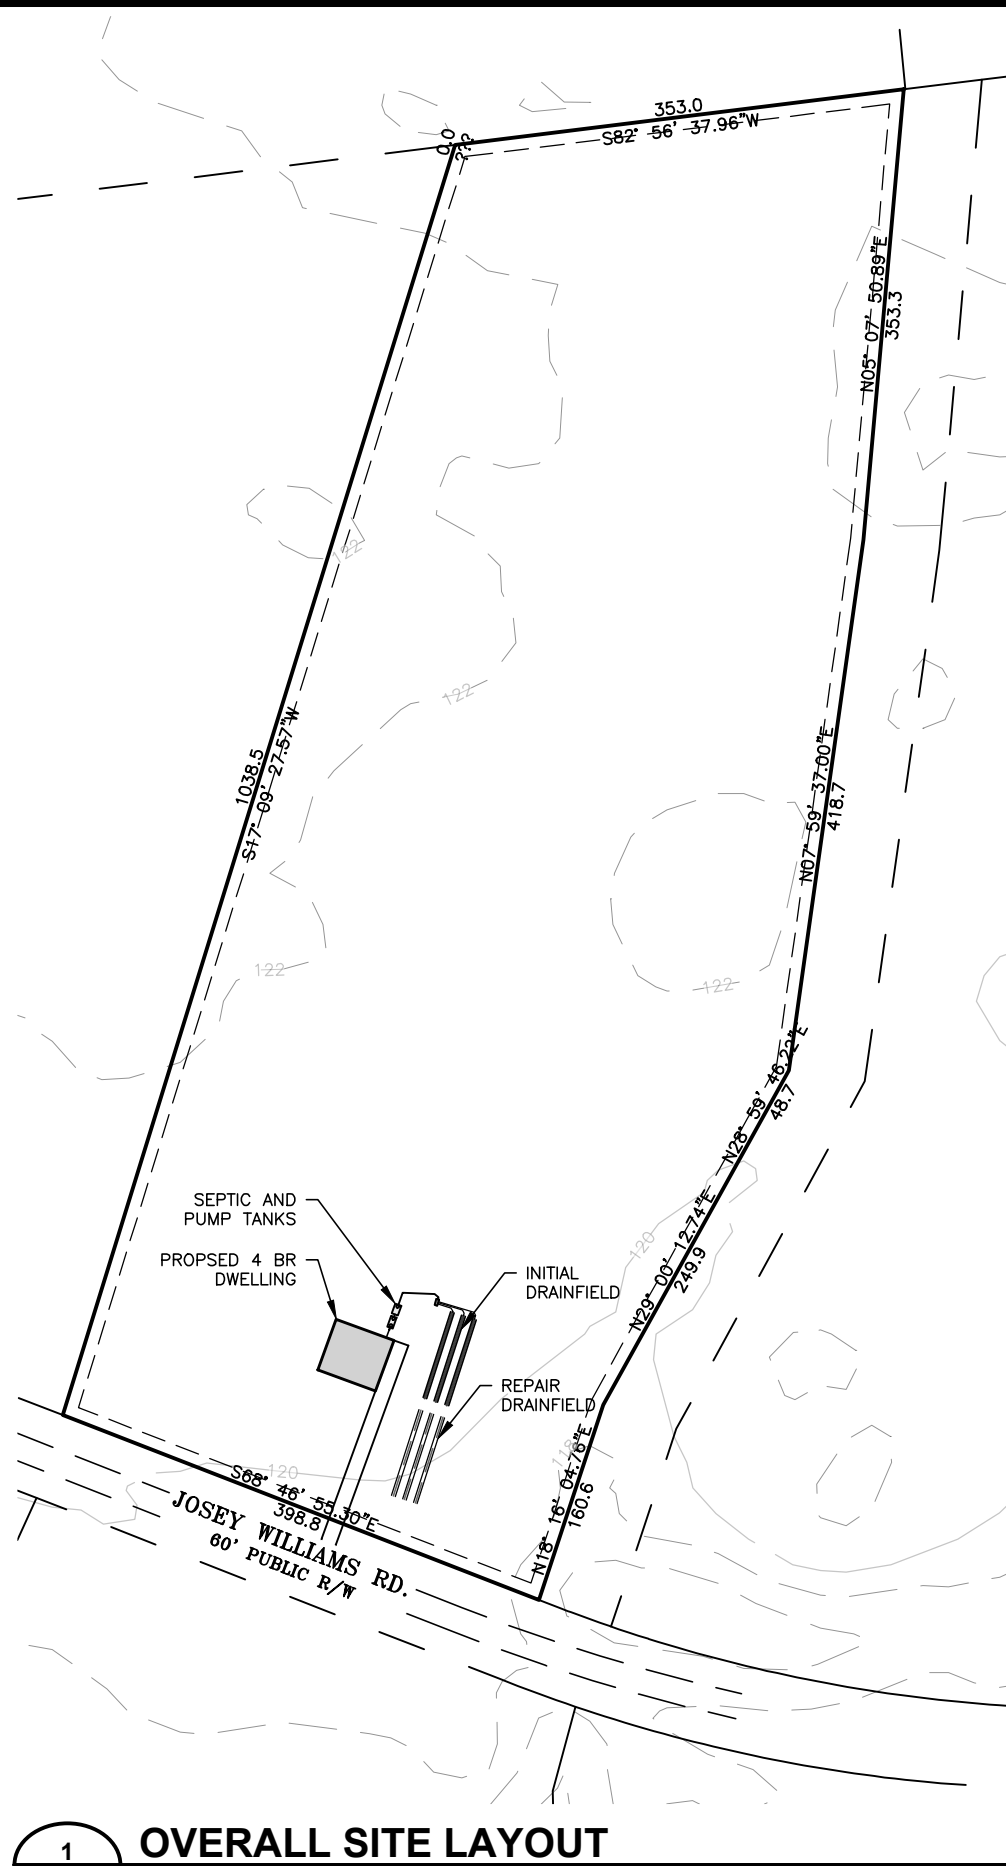 353.0
S82° 56' 37.96"W
0.0
???
N05° 07' 50.89"E
353.3
122
122
1038.5
S17° 09' 27.57"W
N07° 59' 37.00"E
418.7
122
122
N28° 59' 46.22"E
48.7
SEPTIC AND
PUMP TANKS
PROPSED 4 BR
DWELLING
120
N29° 00' 12.74"E
249.9
INITIAL
DRAINFIELD
REPAIR
DRAINFIELD
118
N18° 16' 04.76"E
160.6
120
S68° 46' 55.30"E
398.8
JOSEY WILLIAMS RD.
60' PUBLIC R/W
1
OVERALL SITE LAYOUT